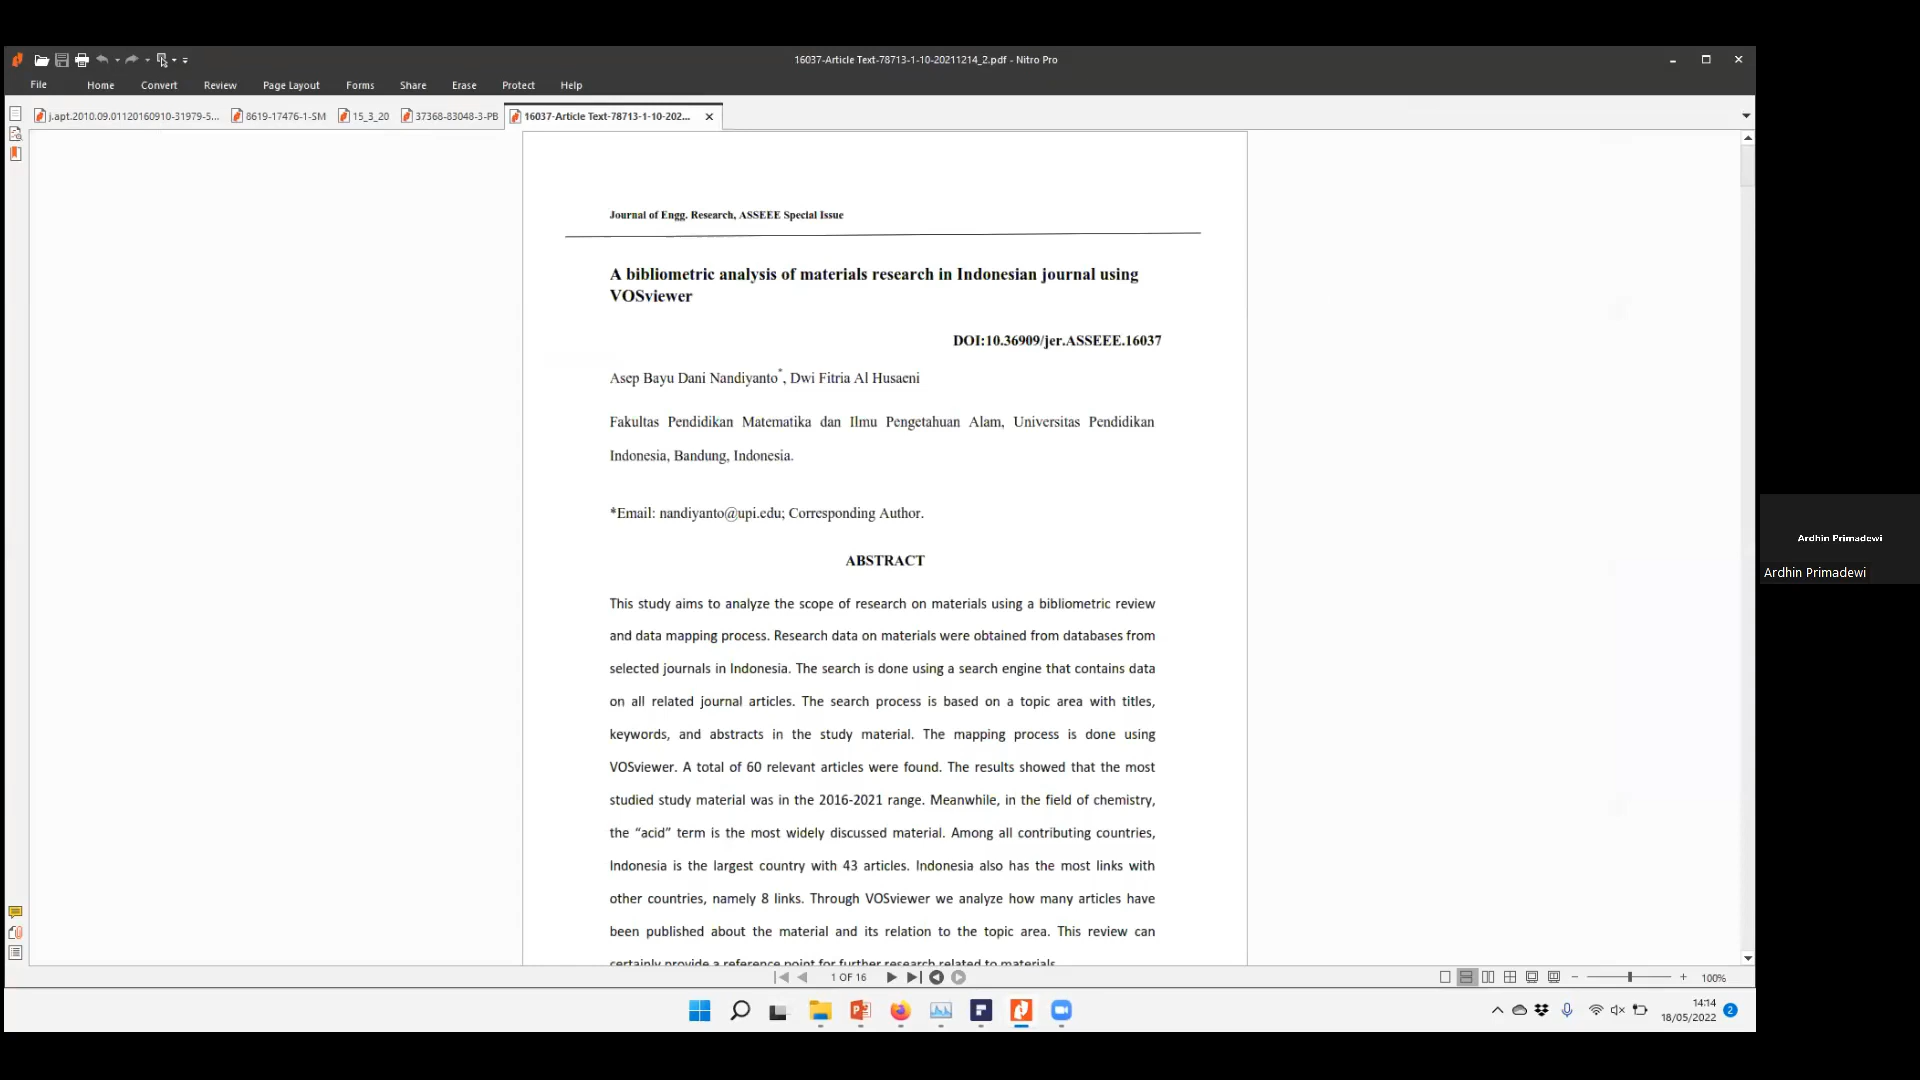 16037-Article Text-78713-1-10-20211214_2.pdf - Nitro Pro
File Home Convert Review Page Layout Forms Share Erase Protect Help
j.apt.2010.09.01120160910-31979-5... 8619-17476-1-SM 15_3_20 37368-83048-3-PB 16037-Article Text-78713-1-10-202...
Journal of Engg. Research, ASSEEE Special Issue
A bibliometric analysis of materials research in Indonesian journal using
VOSviewer
DOI:10.36909/jer.ASSEEE.16037
Asep Bayu Dani Nandiyanto*, Dwi Fitria Al Husaeni
Fakultas Pendidikan Matematika dan Ilmu Pengetahuan Alam, Universitas Pendidikan
Indonesia, Bandung, Indonesia.
*Email: nandiyanto@upi.edu; Corresponding Author.
ABSTRACT
This study aims to analyze the scope of research on materials using a bibliometric review
and data mapping process. Research data on materials were obtained from databases from
selected journals in Indonesia. The search is done using a search engine that contains data
on all related journal articles. The search process is based on a topic area with titles,
keywords, and abstracts in the study material. The mapping process is done using
VOSviewer. A total of 60 relevant articles were found. The results showed that the most
studied study material was in the 2016-2021 range. Meanwhile, in the field of chemistry,
the “acid” term is the most widely discussed material. Among all contributing countries,
Indonesia is the largest country with 43 articles. Indonesia also has the most links with
other countries, namely 8 links. Through VOSviewer we analyze how many articles have
been published about the material and its relation to the topic area. This review can
certainly provide a reference point for further research related to materials.
1 OF 16
100%
14:14
18/05/2022
2
Ardhin Primadewi
Ardhin Primadewi